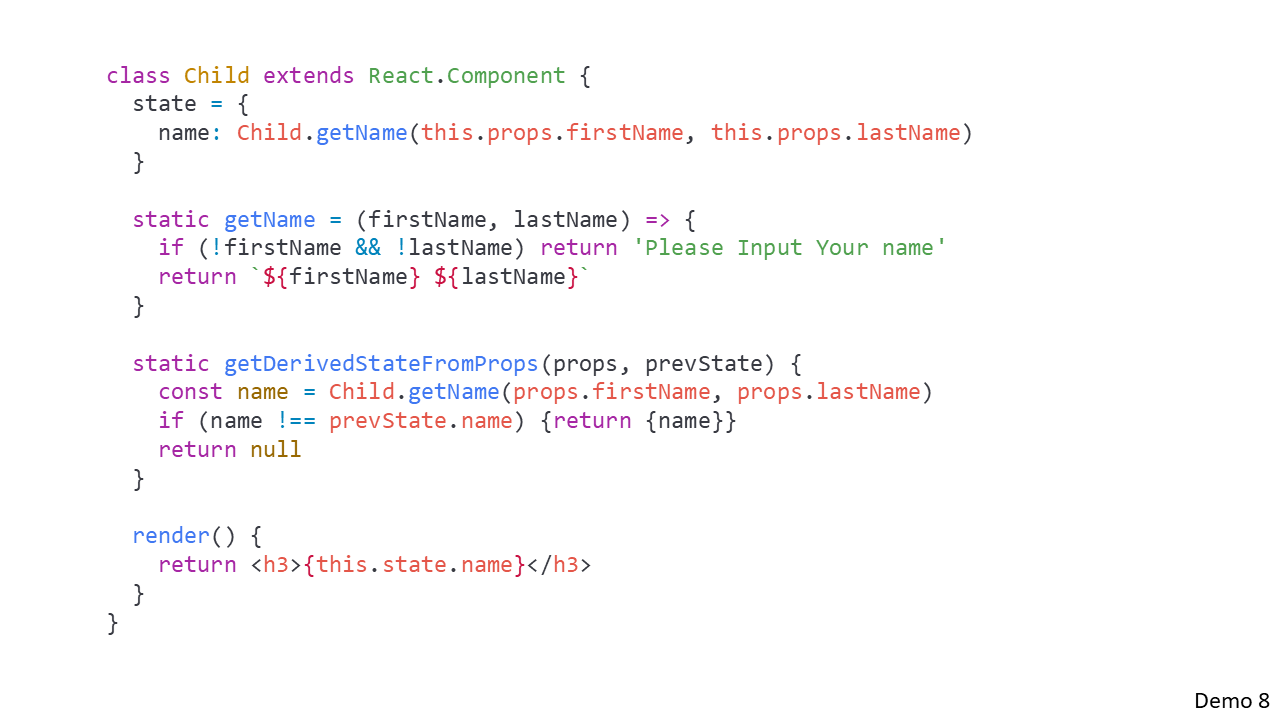 class Child extends React.Component {
  state = {
    name: Child.getName(this.props.firstName, this.props.lastName)
  }

  static getName = (firstName, lastName) => {
    if (!firstName && !lastName) return 'Please Input Your name'
    return `${firstName} ${lastName}`
  }

  static getDerivedStateFromProps(props, prevState) {
    const name = Child.getName(props.firstName, props.lastName)
    if (name !== prevState.name) {return {name}}
    return null
  }

  render() {
    return <h3>{this.state.name}</h3>
  }
}
Demo 8